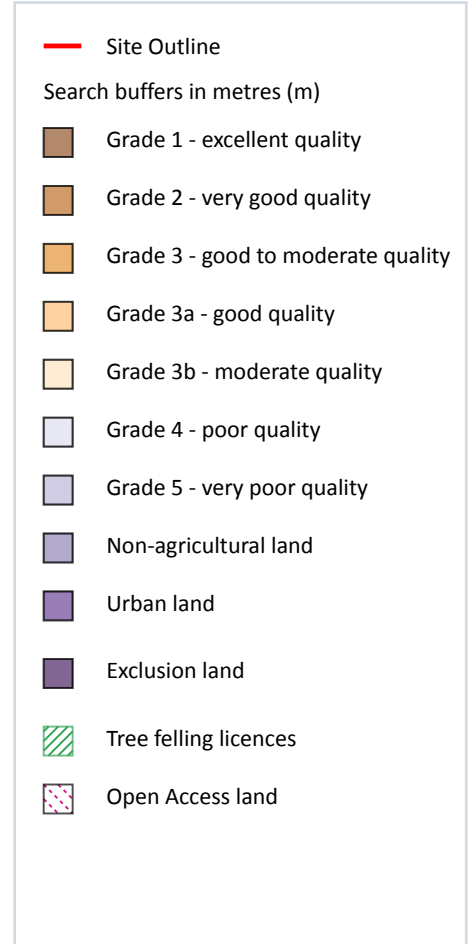 Site Outline
Search buffers in metres (m)
Grade 1 - excellent quality
Grade 2 - very good quality
Grade 3 - good to moderate quality
Grade 3a - good quality
Grade 3b - moderate quality
Grade 4 - poor quality
Grade 5 - very poor quality
Non-agricultural land
Urban land
Exclusion land
Tree felling licences
Open Access land